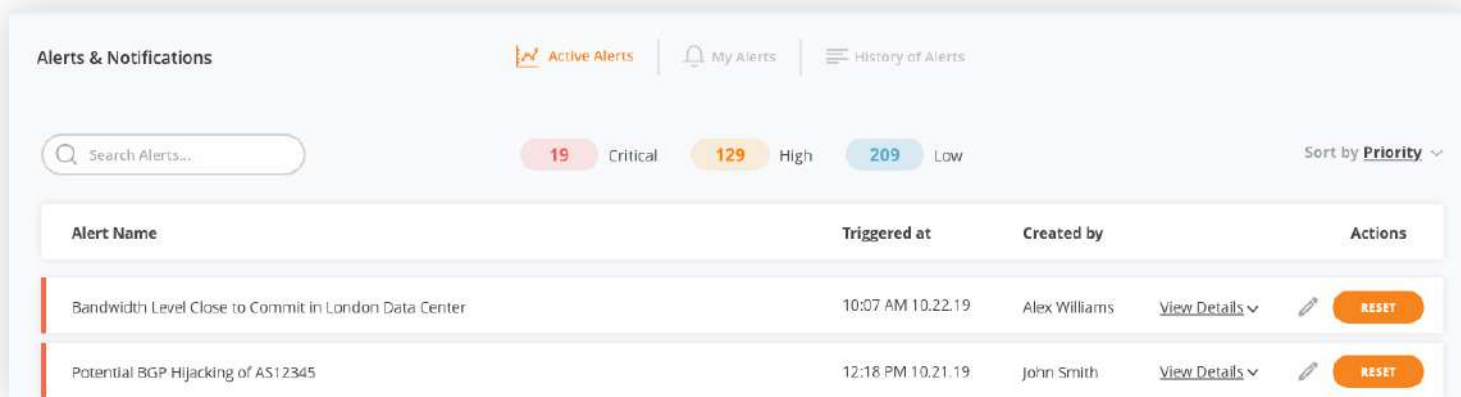 Alerts & Notifications Active Alerts My Alerts History of Alerts
Search Alerts... 19 Critical 129 High 209 Low Sort by Priority
Alert Name Triggered at Created by Actions
Bandwidth Level Close to Commit in London Data Center 10:07 AM 10.22.19 Alex Williams View Details RESET
Potential BGP Hijacking of AS12345 12:18 PM 10.21.19 John Smith View Details RESET